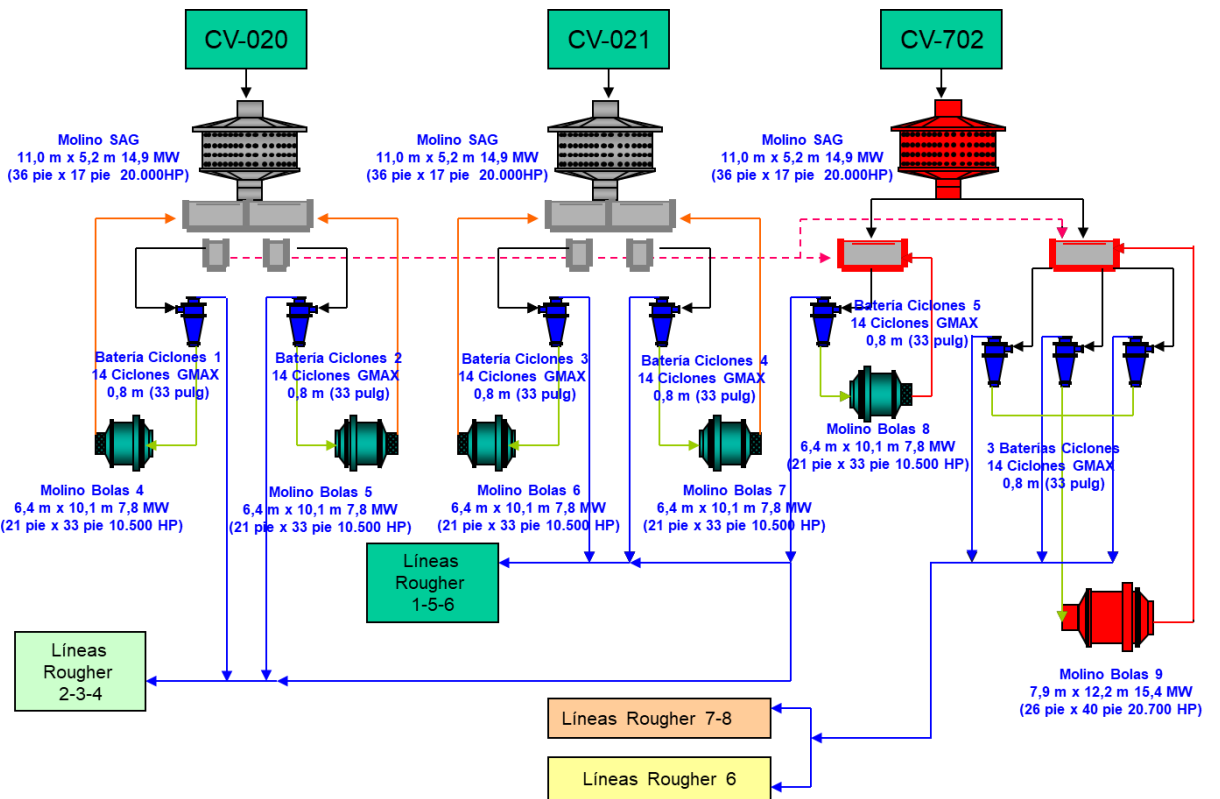 CV-020
CV-021
CV-702
Molino SAG
11,0 m x 5,2 m 14,9 MW
(36 pie x 17 pie 20.000HP)
Molino SAG
11,0 m x 5,2 m 14,9 MW
(36 pie x 17 pie 20.000HP)
Molino SAG
11,0 m x 5,2 m 14,9 MW
(36 pie x 17 pie 20.000HP)
Batería Ciclones 1
14 Ciclones GMAX
0,8 m (33 pulg)
Batería Ciclones 2
14 Ciclones GMAX
0,8 m (33 pulg)
Batería Ciclones 3
14 Ciclones GMAX
0,8 m (33 pulg)
Batería Ciclones 4
14 Ciclones GMAX
0,8 m (33 pulg)
Batería Ciclones 5
14 Ciclones GMAX
0,8 m (33 pulg)
Molino Bolas 4
6,4 m x 10,1 m 7,8 MW
(21 pie x 33 pie 10.500 HP)
Molino Bolas 5
6,4 m x 10,1 m 7,8 MW
(21 pie x 33 pie 10.500 HP)
Molino Bolas 6
6,4 m x 10,1 m 7,8 MW
(21 pie x 33 pie 10.500 HP)
Molino Bolas 7
6,4 m x 10,1 m 7,8 MW
(21 pie x 33 pie 10.500 HP)
Molino Bolas 8
6,4 m x 10,1 m 7,8 MW
(21 pie x 33 pie 10.500 HP)
3 Baterías Ciclones
14 Ciclones GMAX
0,8 m (33 pulg)
Líneas
Rougher
1-5-6
Líneas
Rougher
2-3-4
Molino Bolas 9
7,9 m x 12,2 m 15,4 MW
(26 pie x 40 pie 20.700 HP)
Líneas Rougher 7-8
Líneas Rougher 6